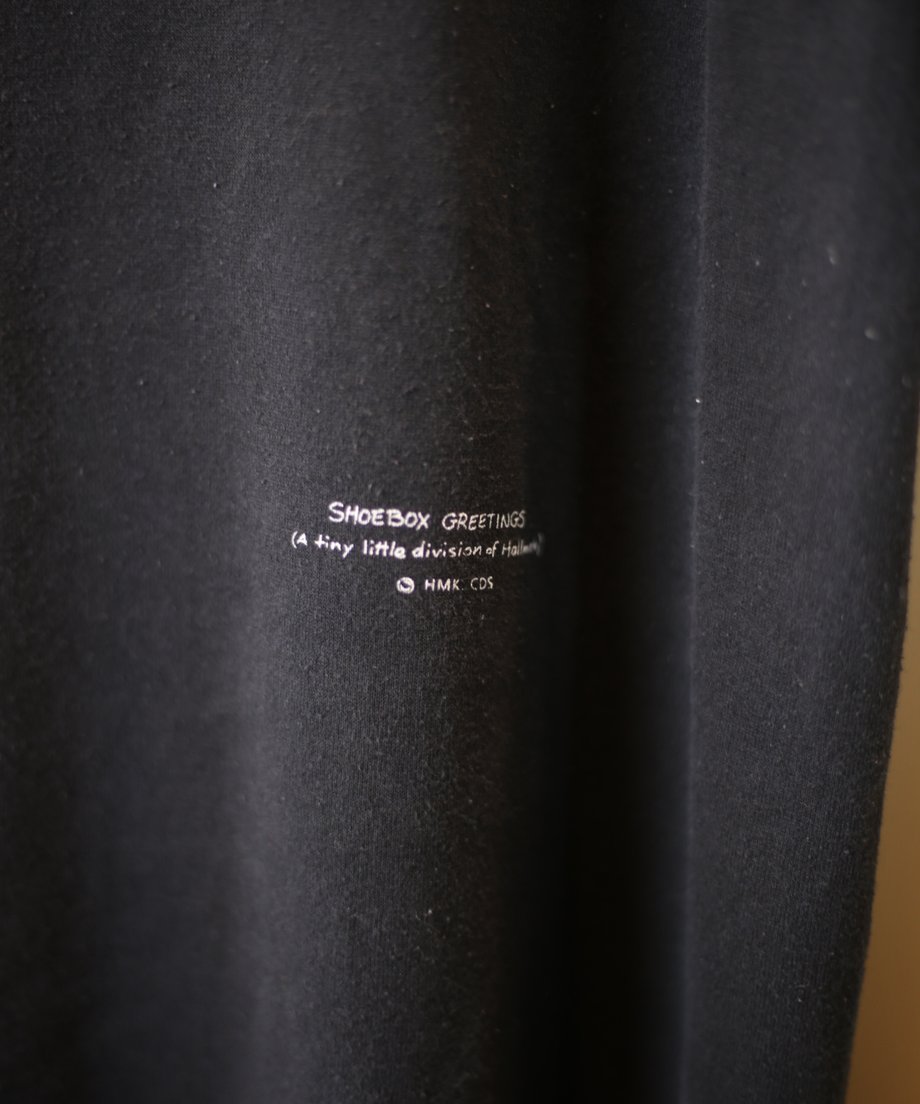 SHOEBOX GREETINGS
(A tiny little division of
© HMK. CDS